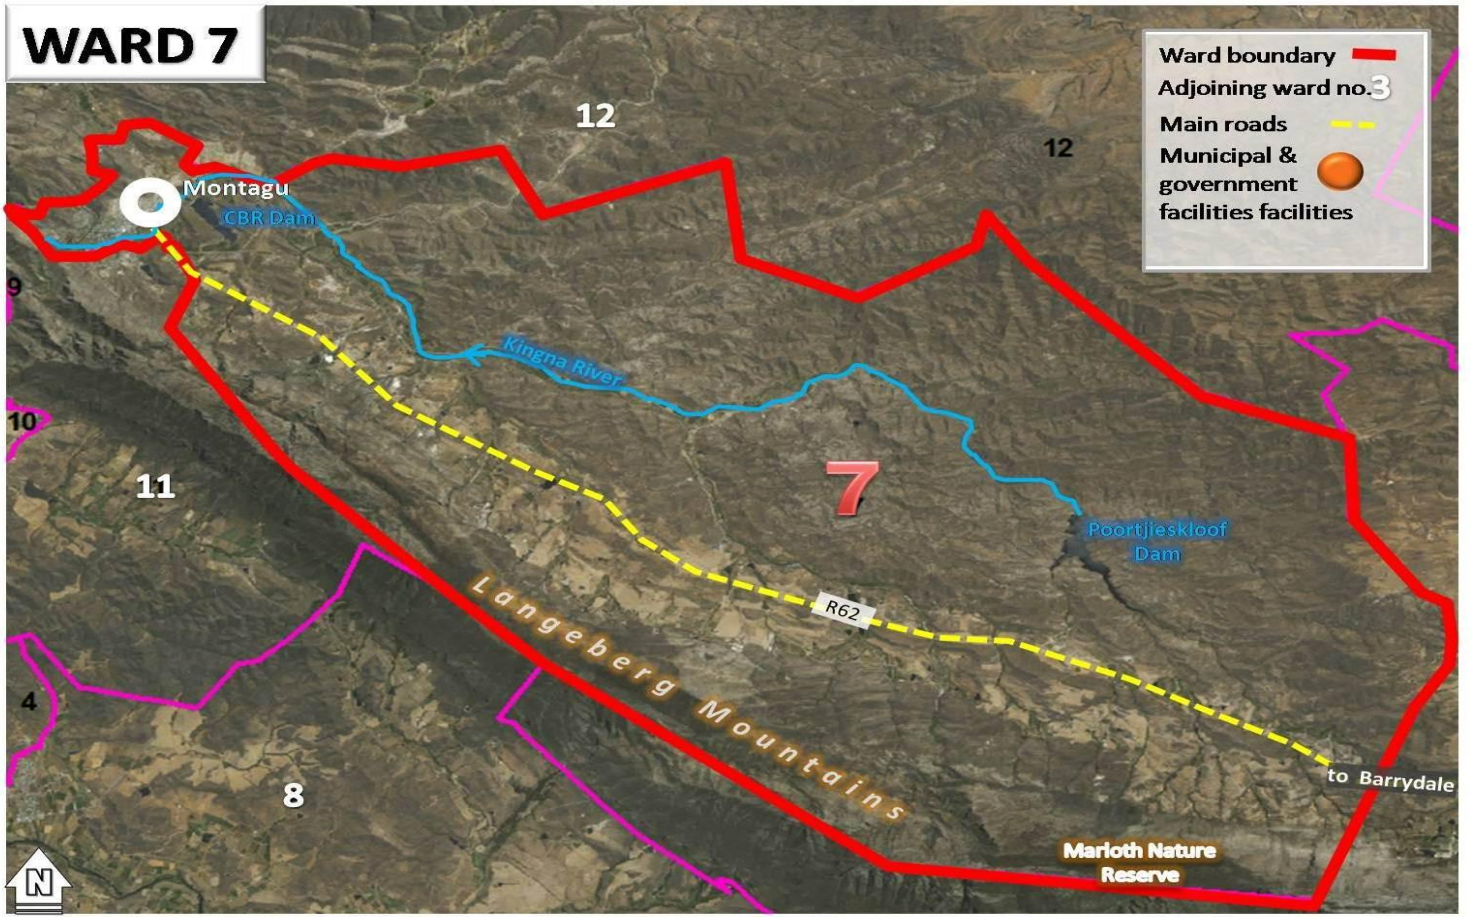 WARD 7
Ward boundary
Adjoining ward no.3
Main roads
Municipal &
government
facilities facilities
12
12
Montagu
CBR Dam
9
Kingna River
10
11
7
Poortjieskloof
Dam
R62
Langeberg Mountains
4
8
to Barrydale
Marloth Nature
Reserve
N